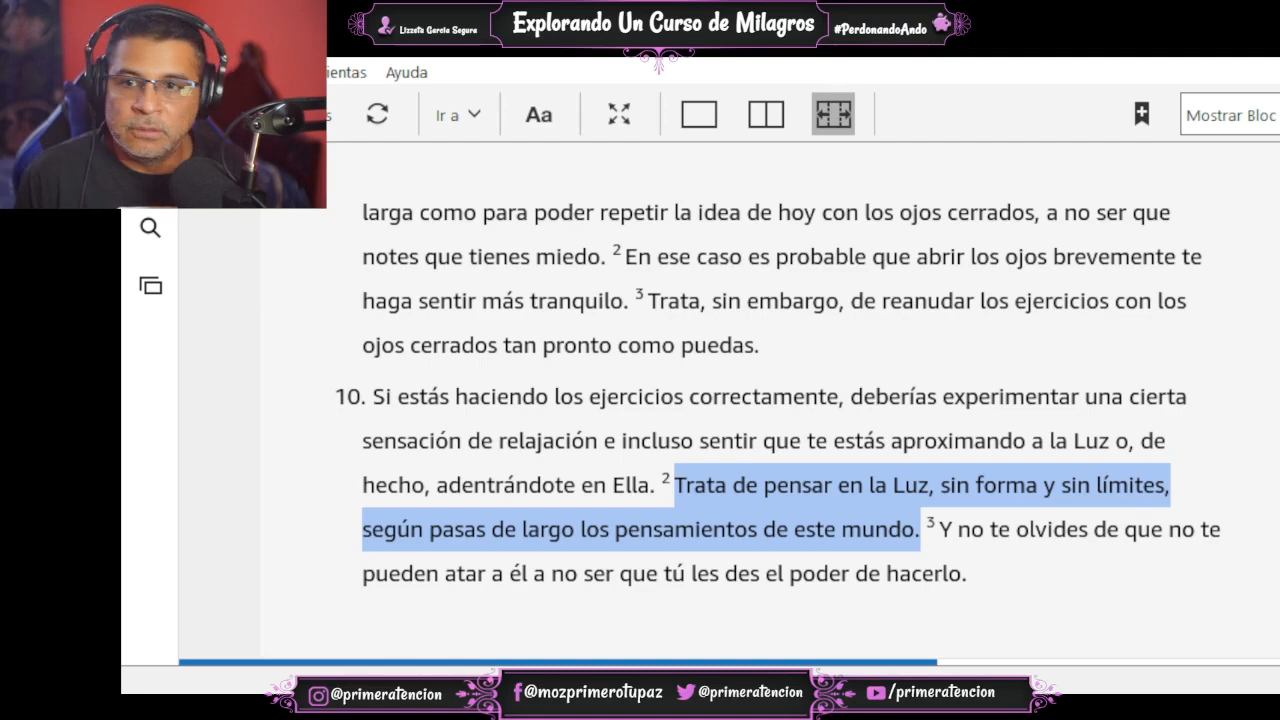 Lizzeta Garcia Segura
Explorando Un Curso de Milagros
#PerdonandoAndo
ientas Ayuda
s Ir a Aa Mostrar Bloc
larga como para poder repetir la idea de hoy con los ojos cerrados, a no ser que
notes que tienes miedo. ² En ese caso es probable que abrir los ojos brevemente te
haga sentir más tranquilo. ³ Trata, sin embargo, de reanudar los ejercicios con los
ojos cerrados tan pronto como puedas.
10. Si estás haciendo los ejercicios correctamente, deberías experimentar una cierta
sensación de relajación e incluso sentir que te estás aproximando a la Luz o, de
hecho, adentrándote en Ella. ² Trata de pensar en la Luz, sin forma y sin límites,
según pasas de largo los pensamientos de este mundo. ³ Y no te olvides de que no te
pueden atar a él a no ser que tú les des el poder de hacerlo.
@primeratencion
@mozprimerotupaz
@primeratencion
/primeratencion